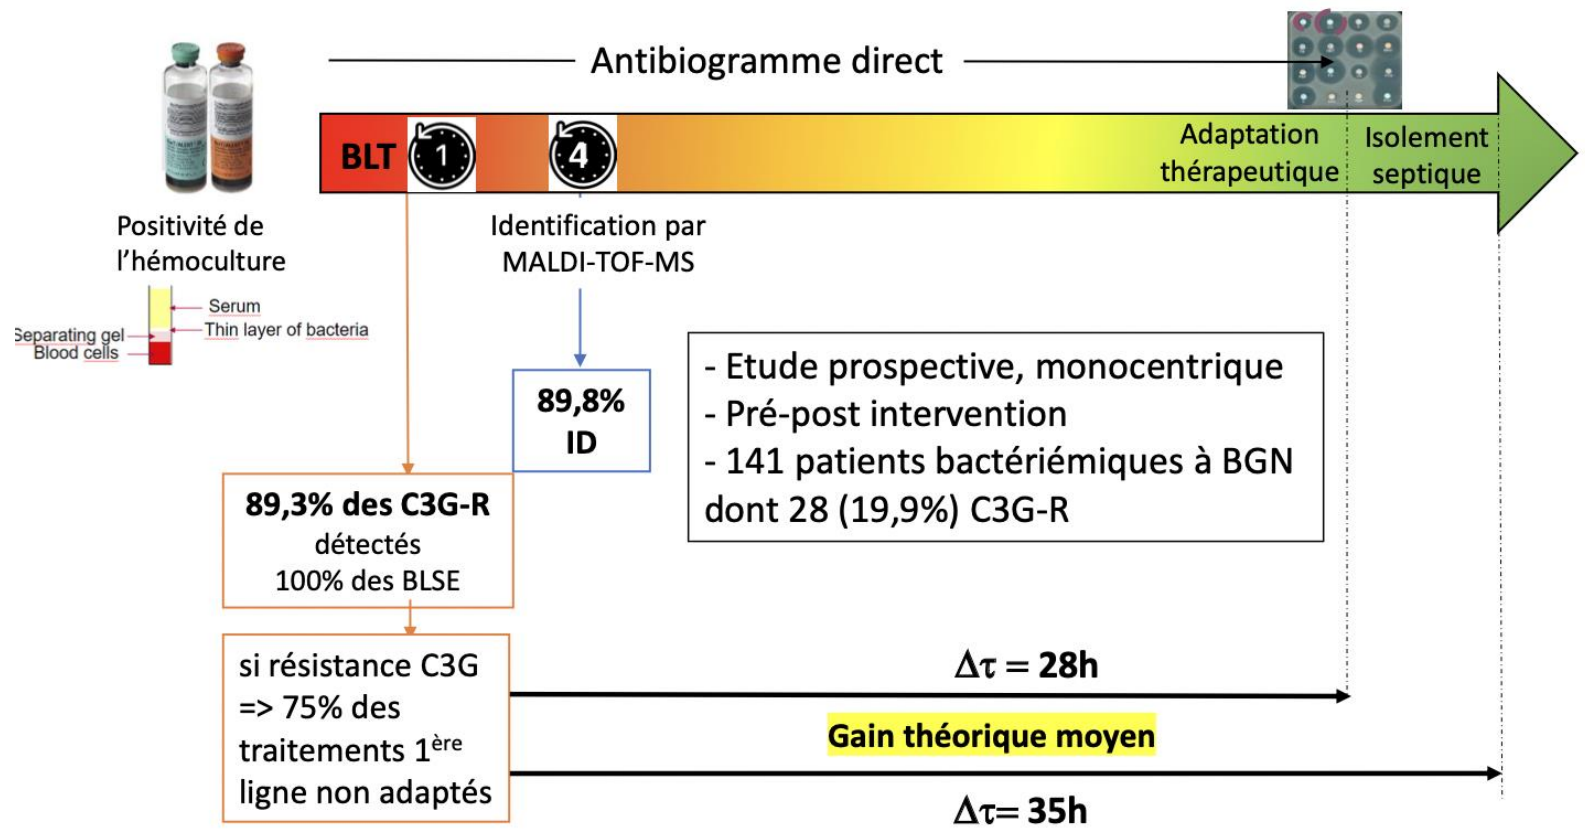 Antibiogramme direct
BLT
1
4
Adaptation
thérapeutique
Isolement
septique
Positivité de
l’hémoculture
Serum
Separating gel
Thin layer of bacteria
Blood cells
Identification par
MALDI-TOF-MS
89,8%
ID
- Etude prospective, monocentrique
- Pré-post intervention
- 141 patients bactériémiques à BGN
dont 28 (19,9%) C3G-R
89,3% des C3G-R
détectés
100% des BLSE
si résistance C3G
=> 75% des
traitements 1ère
ligne non adaptés
Δτ = 28h
Gain théorique moyen
Δτ= 35h